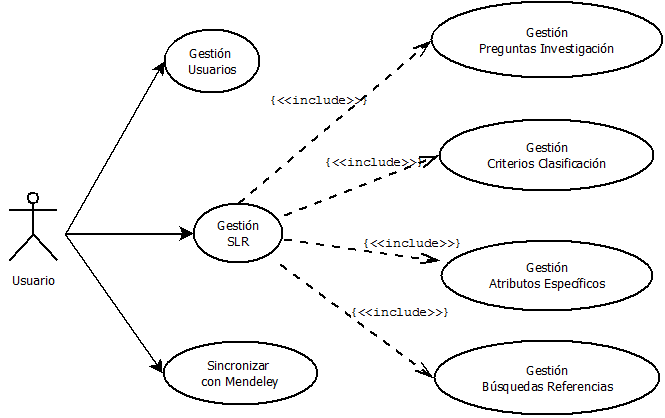 Gestión
Preguntas Investigación
Gestión
Usuarios
{<<include>>}
Gestión
Criterios Clasificación
{<<include>>}
Gestión
SLR
{<<include>>}
Usuario
Gestión
Atributos Específicos
{<<include>>}
Sincronizar
con Mendeley
Gestión
Búsquedas Referencias